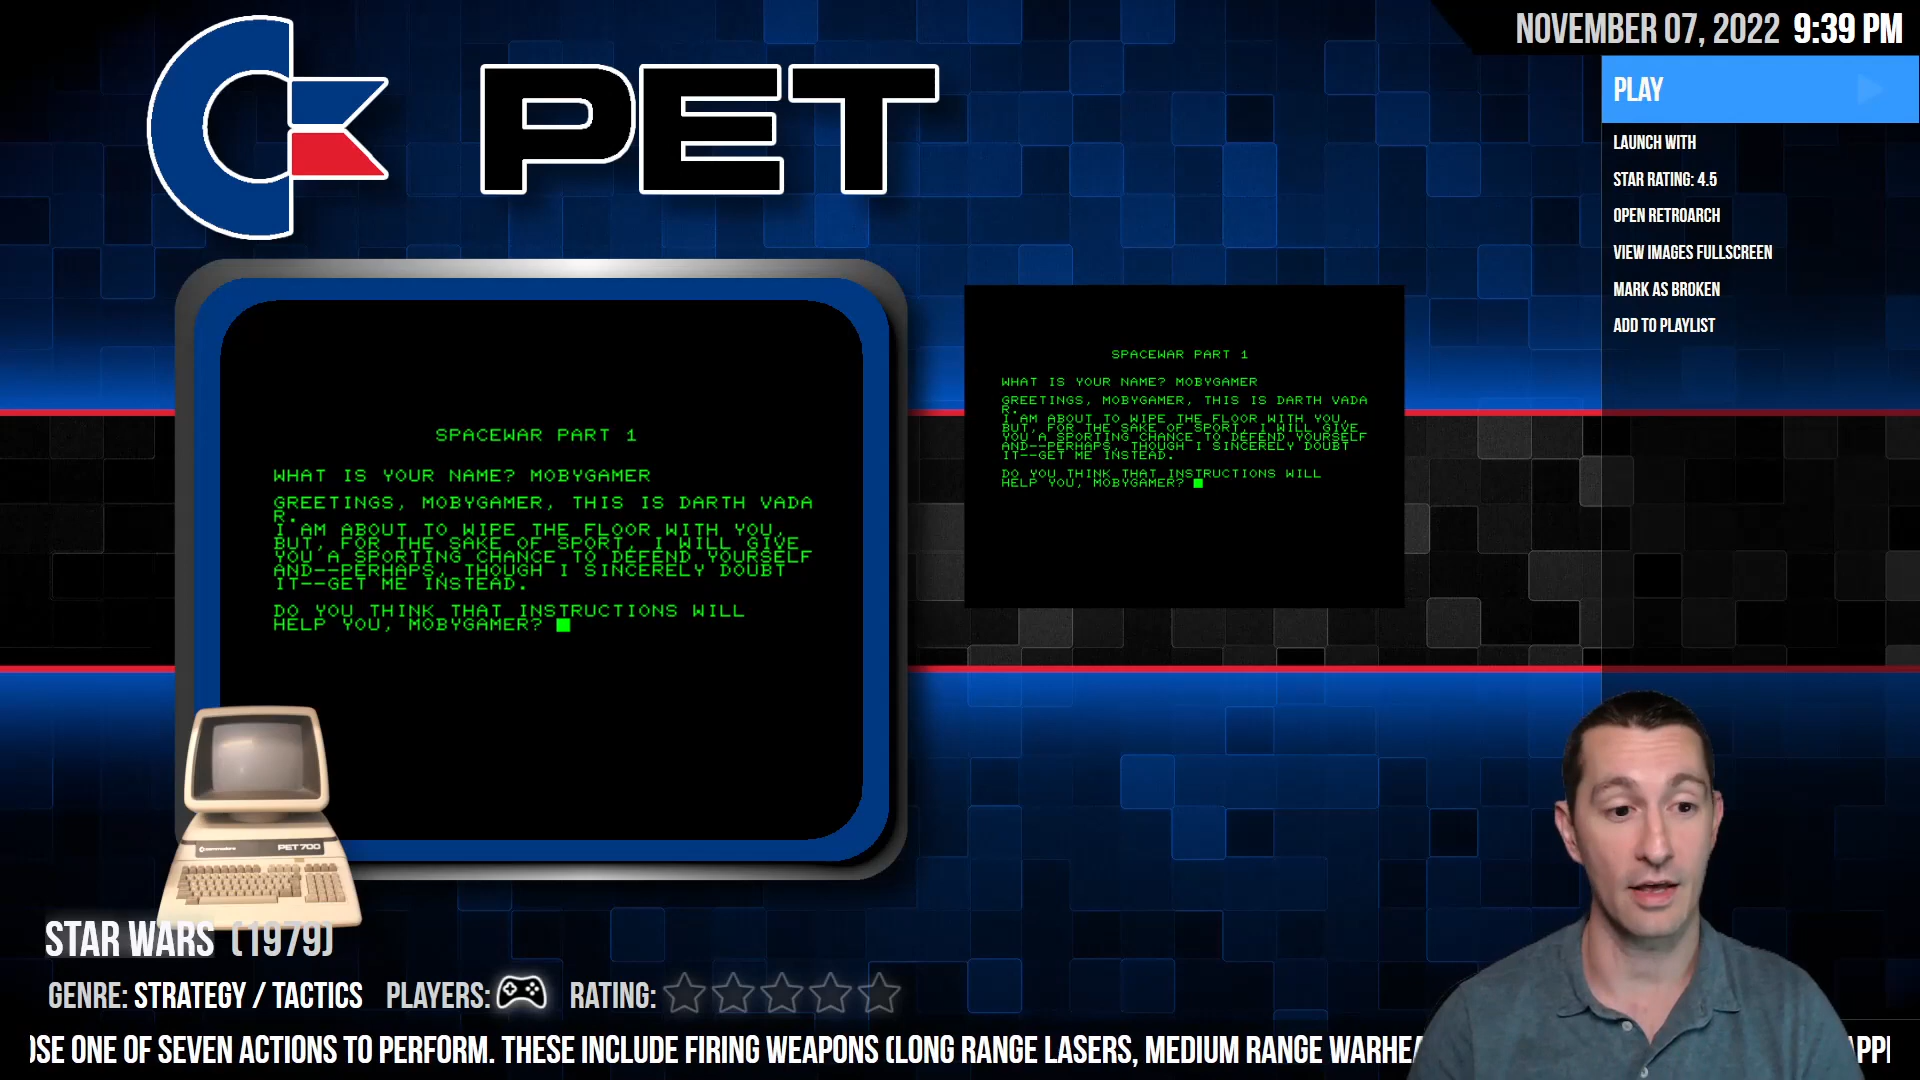 NOVEMBER 07, 2022 9:39 PM
PET
PLAY
LAUNCH WITH
STAR RATING: 4.5
OPEN RETROARCH
VIEW IMAGES FULLSCREEN
MARK AS BROKEN
ADD TO PLAYLIST
SPACEWAR PART 1
WHAT IS YOUR NAME? MOBYGAMER
GREETINGS, MOBYGAMER, THIS IS DARTH VADA
R.
I AM ABOUT TO WIPE THE FLOOR WITH YOU,
BUT, FOR THE SAKE OF SPORT, I WILL GIVE
YOU A SPORTING CHANCE TO DEFEND YOURSELF
AND--PERHAPS, THOUGH I SINCERELY DOUBT
IT--GET ME INSTEAD.
DO YOU THINK THAT INSTRUCTIONS WILL
HELP YOU, MOBYGAMER?
SPACEWAR PART 1
WHAT IS YOUR NAME? MOBYGAMER
GREETINGS, MOBYGAMER, THIS IS DARTH VADA
R.
I AM ABOUT TO WIPE THE FLOOR WITH YOU,
BUT, FOR THE SAKE OF SPORT, I WILL GIVE
YOU A SPORTING CHANCE TO DEFEND YOURSELF
AND--PERHAPS, THOUGH I SINCERELY DOUBT
IT--GET ME INSTEAD.
DO YOU THINK THAT INSTRUCTIONS WILL
HELP YOU, MOBYGAMER?
commodore PET 700
STAR WARS (1979)
GENRE: STRATEGY / TACTICS PLAYERS: RATING:
OSE ONE OF SEVEN ACTIONS TO PERFORM. THESE INCLUDE FIRING WEAPONS (LONG RANGE LASERS, MEDIUM RANGE WARHEA